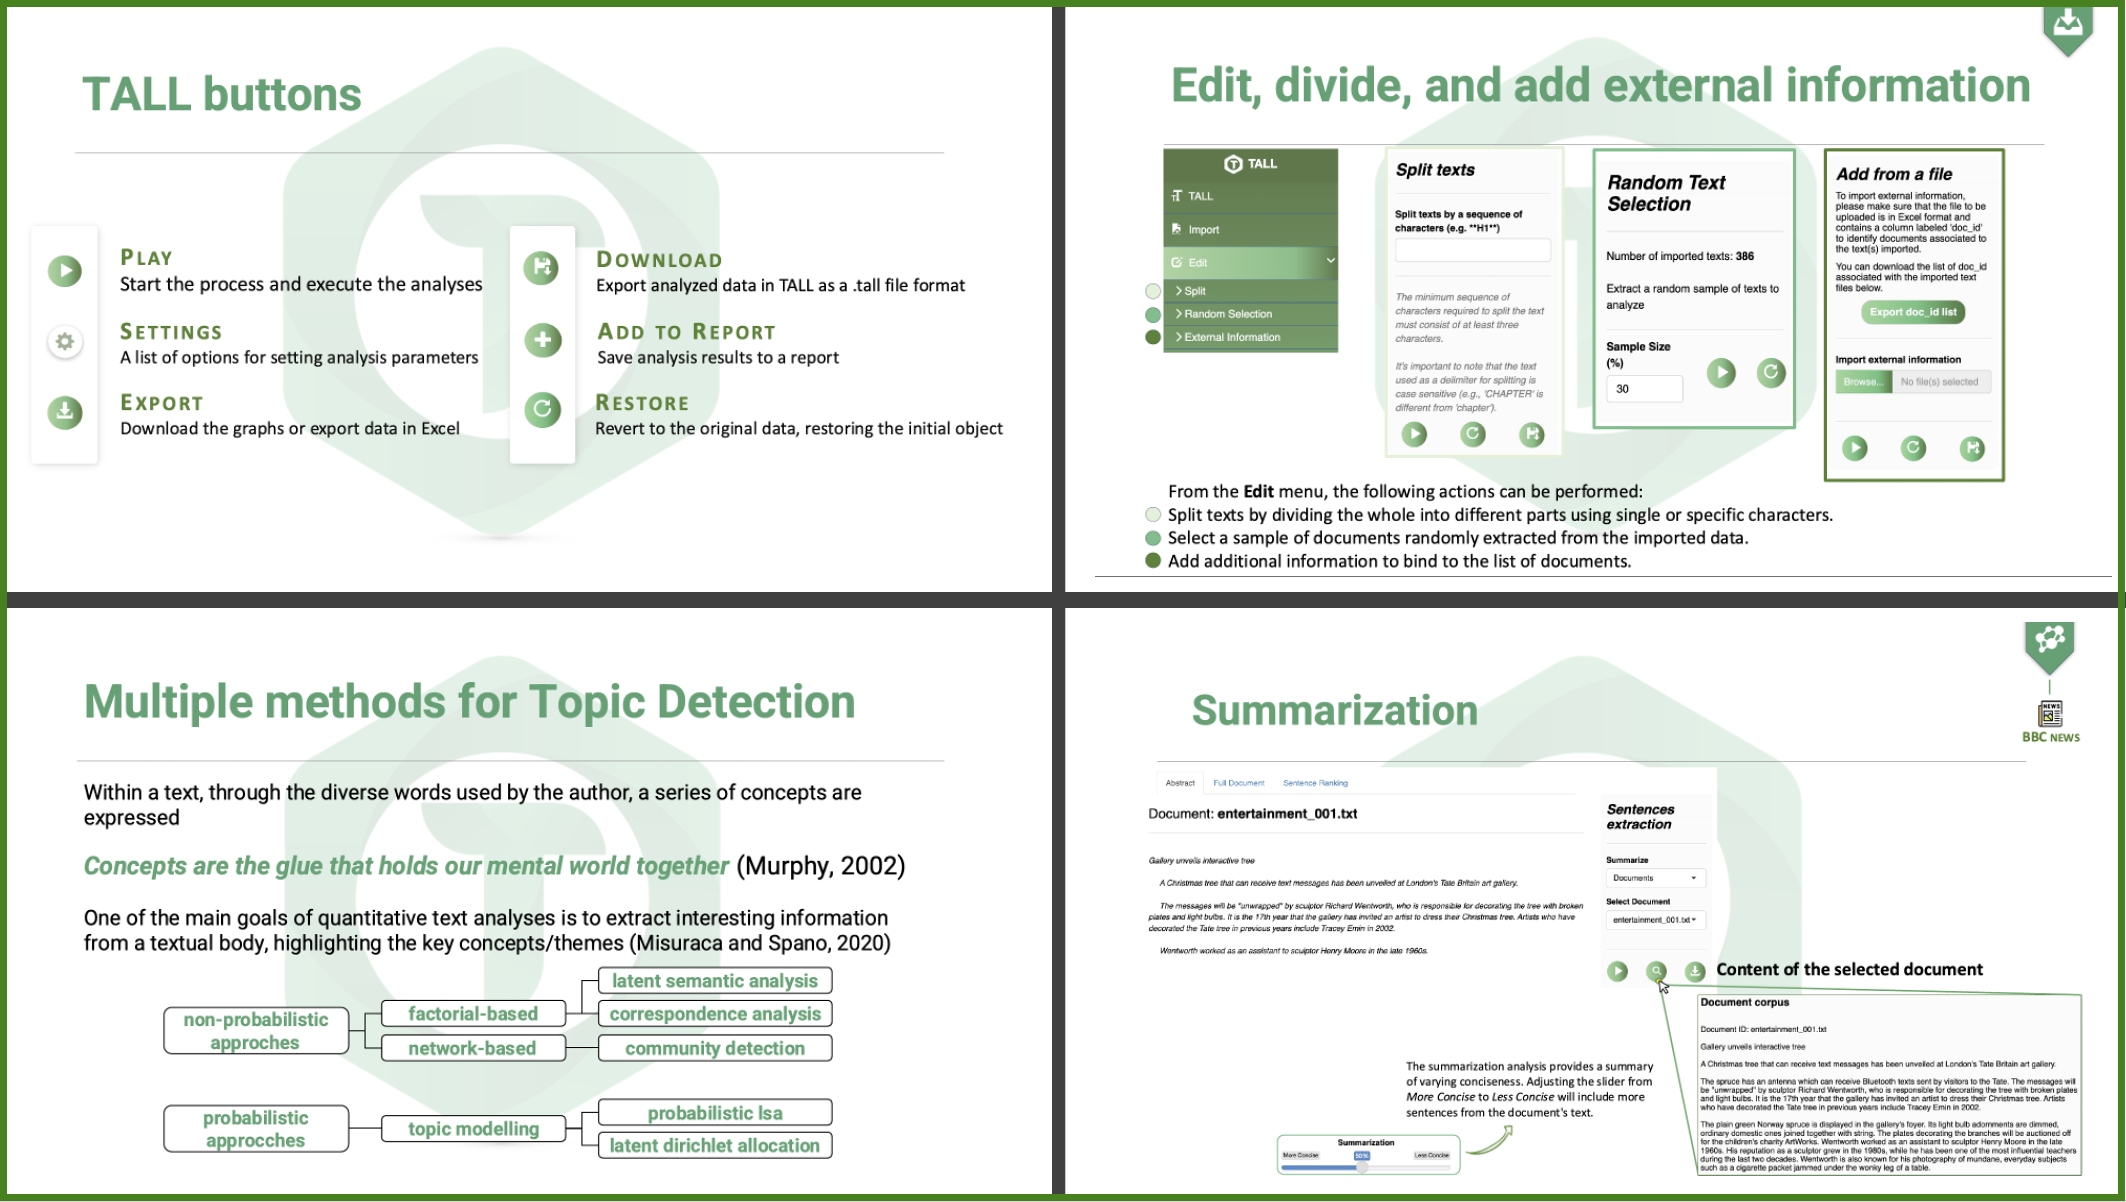 TALL buttons
PLAY
Start the process and execute the analyses
SETTINGS
A list of options for setting analysis parameters
EXPORT
Download the graphs or export data in Excel
DOWNLOAD
Export analyzed data in TALL as a .tall file format
ADD TO REPORT
Save analysis results to a report
RESTORE
Revert to the original data, restoring the initial object
Edit, divide, and add external information
TALL
TALL
Import
Edit
Split
Random Selection
External Information
Split texts
Split texts by a sequence of
characters (e.g. **H1**)
The minimum sequence of
characters required to split the text
must consist of at least three
characters.
It's important to note that the text
used as a delimiter for splitting is
case sensitive (e.g., 'CHAPTER' is
different from 'chapter').
Random Text
Selection
Number of imported texts: 386
Extract a random sample of texts to
analyze
Sample Size
(%)
30
Add from a file
To import external information,
please make sure that the file to be
uploaded is in Excel format and
contains a column labeled 'doc_id'
to identify documents associated to
the text(s) imported.
You can download the list of doc_id
associated with the imported text
files below.
Export doc_id list
Import external information
Browse...
No file(s) selected
From the Edit menu, the following actions can be performed:
Split texts by dividing the whole into different parts using single or specific characters.
Select a sample of documents randomly extracted from the imported data.
Add additional information to bind to the list of documents.
Multiple methods for Topic Detection
Within a text, through the diverse words used by the author, a series of concepts are
expressed
Concepts are the glue that holds our mental world together (Murphy, 2002)
One of the main goals of quantitative text analyses is to extract interesting information
from a textual body, highlighting the key concepts/themes (Misuraca and Spano, 2020)
non-probabilistic
approches
factorial-based
network-based
latent semantic analysis
correspondence analysis
community detection
probabilistic
approcches
topic modelling
probabilistic lsa
latent dirichlet allocation
Summarization
NEWS
BBC NEWS
Abstract
Full Document
Sentence Ranking
Document: entertainment_001.txt
Gallery unveils interactive tree
A Christmas tree that can receive text messages has been unveiled at London's Tate Britain art gallery.
The messages will be "unwrapped" by sculptor Richard Wentworth, who is responsible for decorating the tree with broken
plates and light bulbs. It is the 17th year that the gallery has invited an artist to dress their Christmas tree. Artists who have
decorated the Tate tree in previous years include Tracey Emin in 2002.
Wentworth worked as an assistant to sculptor Henry Moore in the late 1960s.
Sentences
extraction
Summarize
Documents
Select Document
entertainment_001.txt
Content of the selected document
Document corpus
Document ID: entertainment_001.txt
Gallery unveils interactive tree
A Christmas tree that can receive text messages has been unveiled at London's Tate Britain art gallery.
The spruce has an antenna which can receive Bluetooth texts sent by visitors to the Tate. The messages will
be "unwrapped" by sculptor Richard Wentworth, who is responsible for decorating the tree with broken plates
and light bulbs. It is the 17th year that the gallery has invited an artist to dress their Christmas tree. Artists
who have decorated the Tate tree in previous years include Tracey Emin in 2002.
The plain green Norway spruce is displayed in the gallery's foyer. Its light bulb adornments are dimmed,
ordinary domestic ones joined together with string. The plates decorating the branches will be auctioned off
for the children's charity ArtWorks. Wentworth worked as an assistant to sculptor Henry Moore in the late
1960s. His reputation as a sculptor grew in the 1980s, while he has been one of the most influential teachers
during the last two decades. Wentworth is also known for his photography of mundane, everyday subjects
such as a cigarette packet jammed under the wonky leg of a table.
The summarization analysis provides a summary
of varying conciseness. Adjusting the slider from
More Concise to Less Concise will include more
sentences from the document's text.
Summarization
More Concise
50%
Less Concise